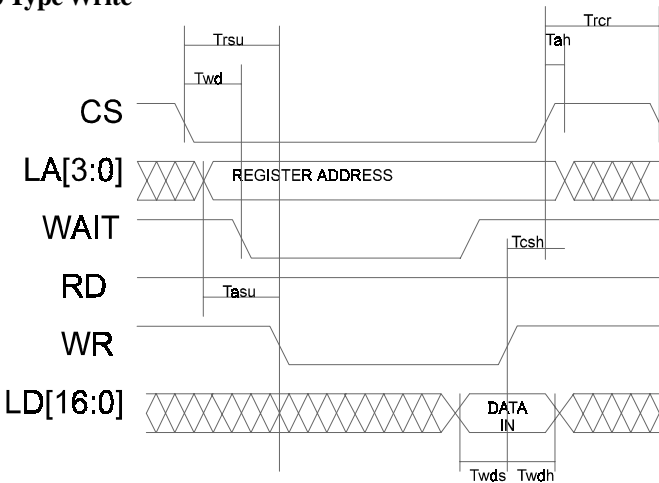 Type Write
Trsu
Trcr
Tah
Twd
CS
LA[3:0]
REGISTER ADDRESS
WAIT
Tcsh
RD
Tasu
WR
LD[16:0]
DATA
IN
Twds
Twdh